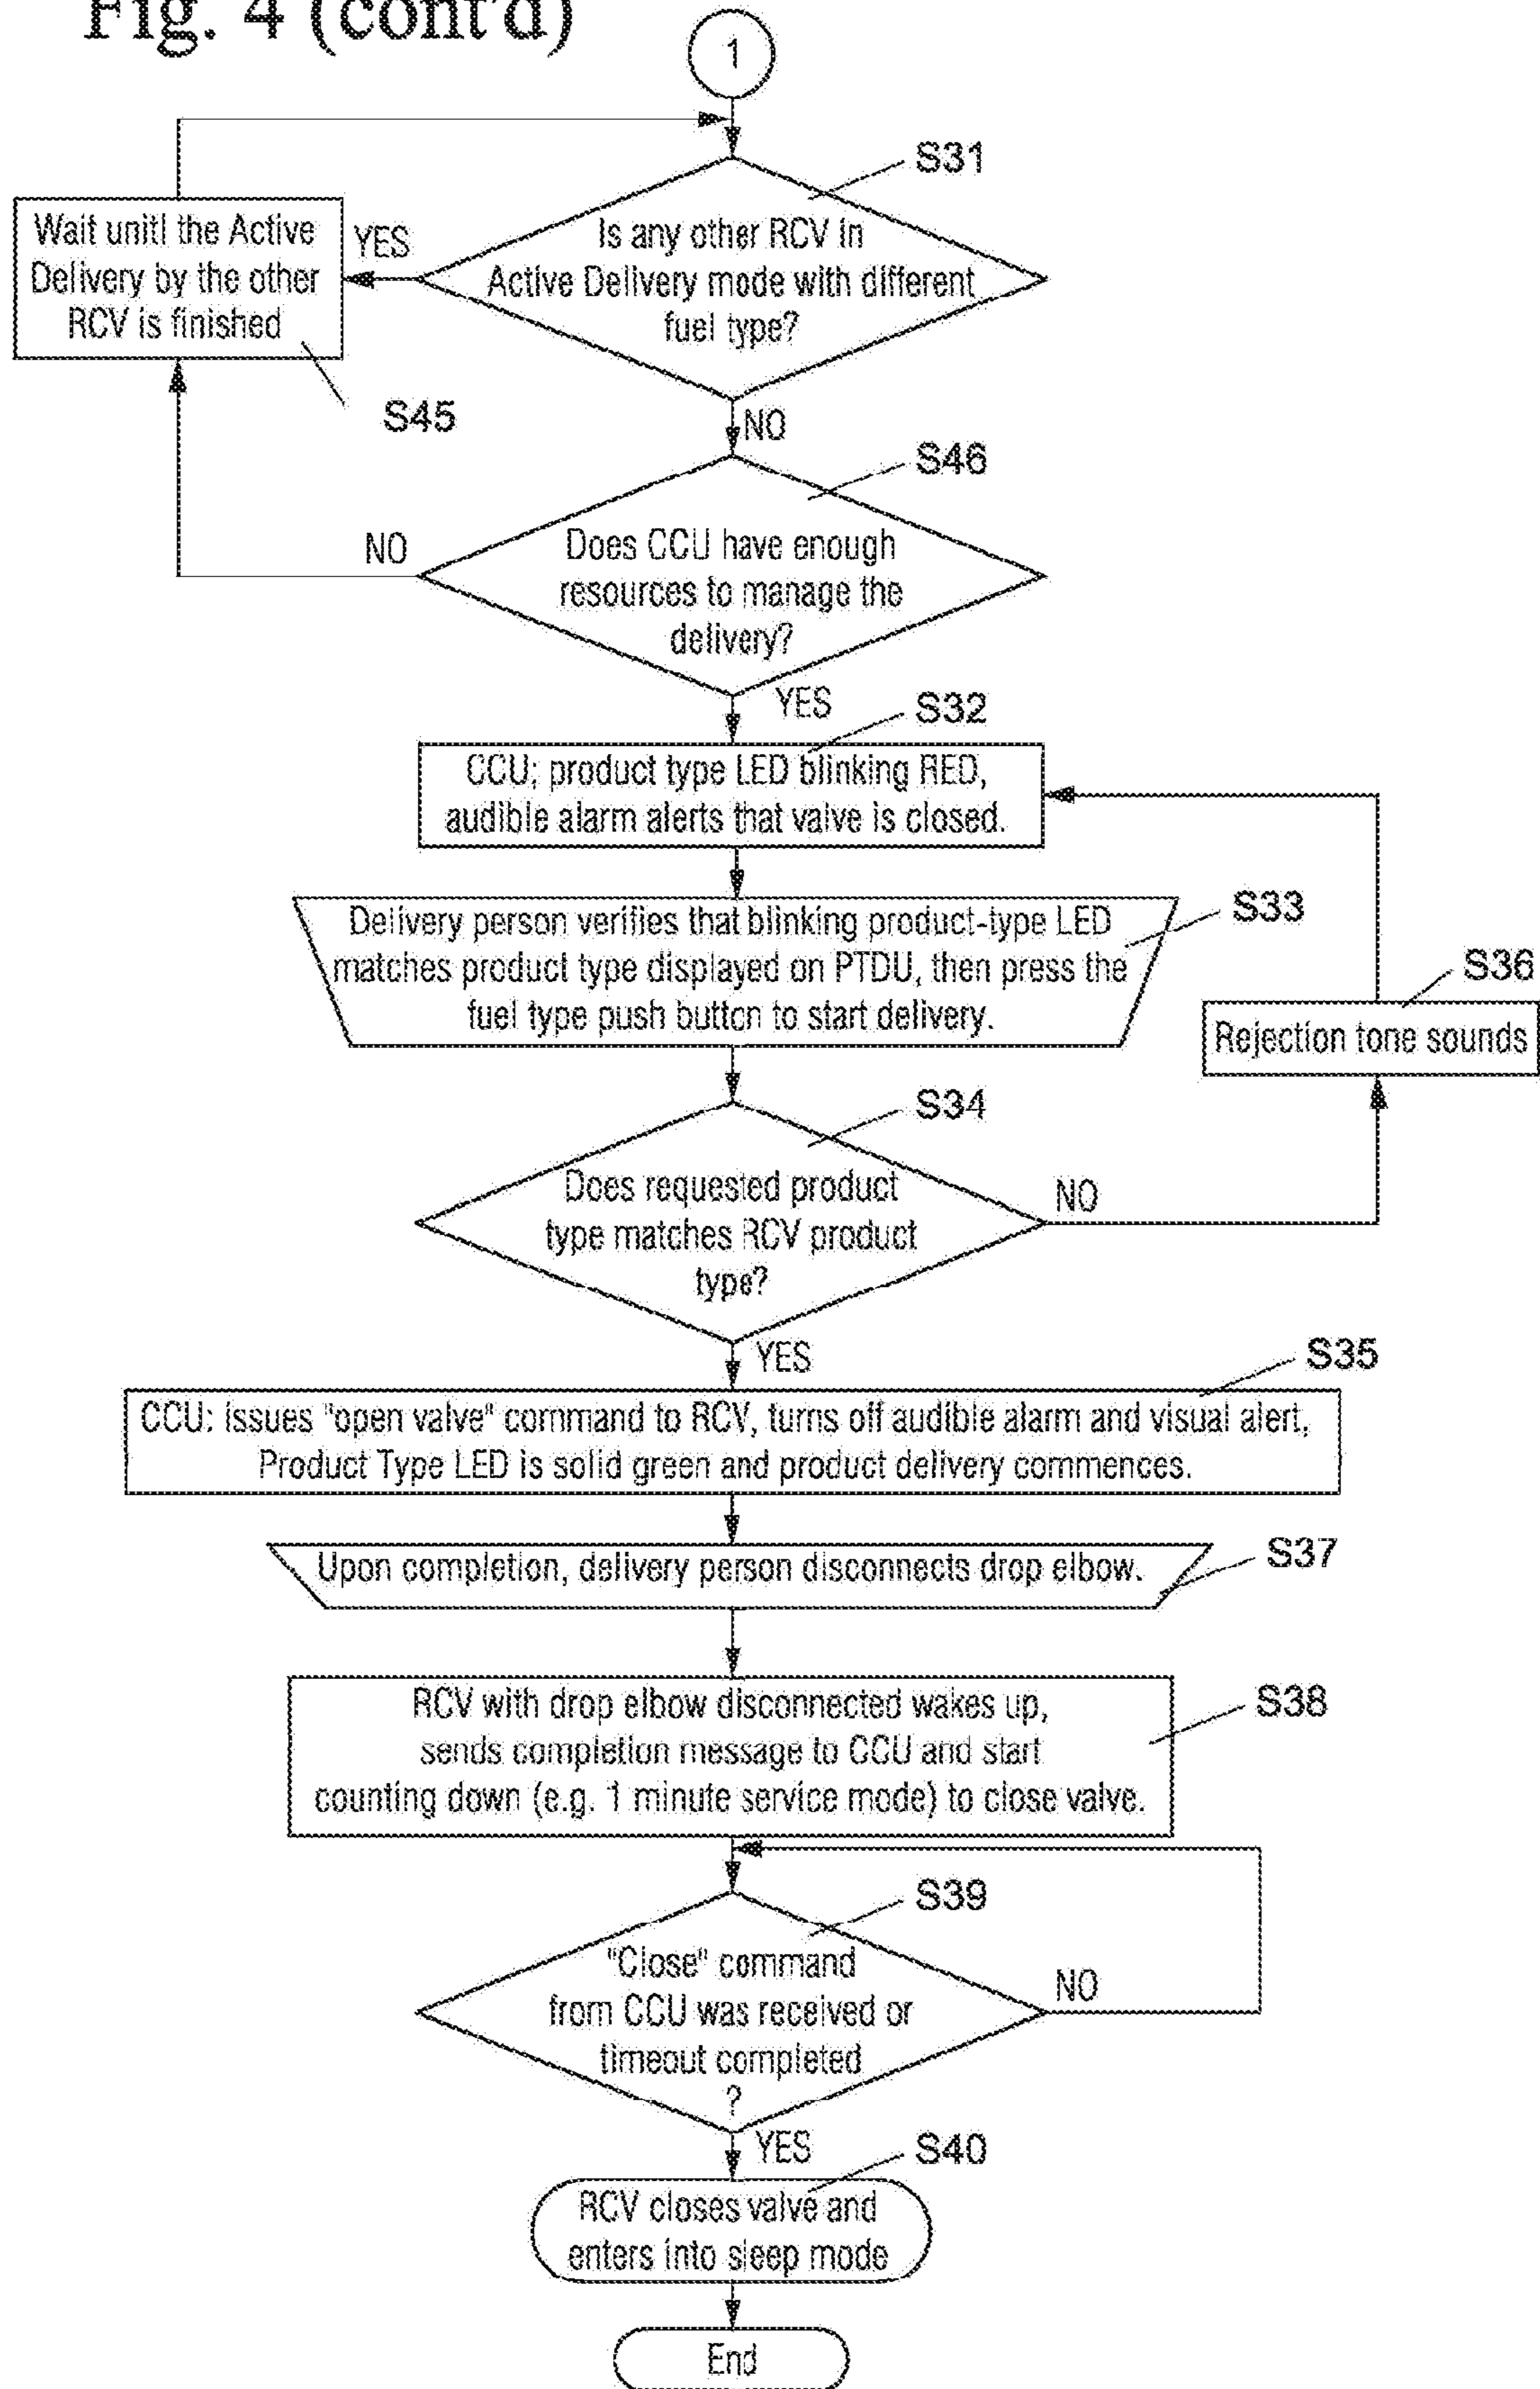 Fig. 4 (cont'd)
1
S31
Is any other RCV in
Active Delivery mode with different
fuel type?
YES
Wait unitl the Active
Delivery by the other
RCV is finished
S45
NO
S46
Does CCU have enough
resources to manage the
delivery?
NO
YES
S32
CCU; product type LED blinking RED,
audible alarm alerts that valve is closed.
S33
Delivery person verifies that blinking product-type LED
matches product type displayed on PTDU, then press the
fuel type push button to start delivery.
S36
Rejection tone sounds
S34
Does requested product
type matches RCV product
type?
NO
YES
S35
CCU: issues "open valve" command to RCV, turns off audible alarm and visual alert,
Product Type LED is solid green and product delivery commences.
S37
Upon completion, delivery person disconnects drop elbow.
S38
RCV with drop elbow disconnected wakes up,
sends completion message to CCU and start
counting down (e.g. 1 minute service mode) to close valve.
S39
"Close" command
from CCU was received or
timeout completed
?
NO
YES
S40
RCV closes valve and
enters into sleep mode
End